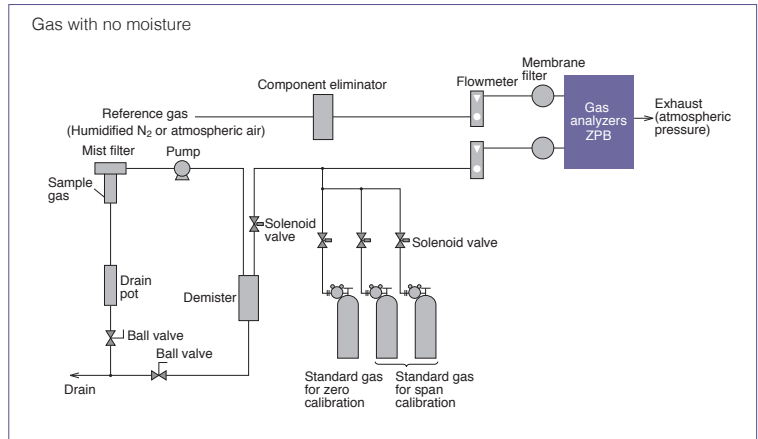 Gas with no moisture
Component eliminator
Flowmeter
Membrane
filter
Reference gas
(Humidified N₂ or atmospheric air)
Gas
analyzers
ZPB
Exhaust
(atmospheric
pressure)
Mist filter
Pump
Sample
gas
Solenoid
valve
Solenoid valve
Drain
pot
Demister
Ball valve
Ball valve
Drain
Standard gas
for zero
calibration
Standard gas
for span
calibration